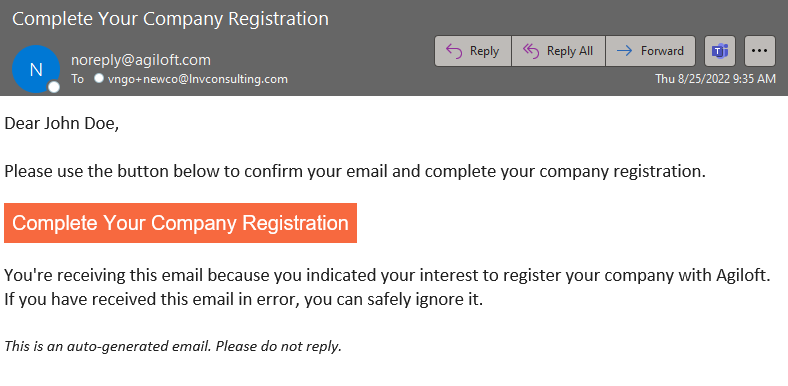 Complete Your Company Registration
N
noreply@agiloft.com
To vngo+newco@lnvconsulting.com
Reply
Reply All
Forward
Thu 8/25/2022 9:35 AM
Dear John Doe,
Please use the button below to confirm your email and complete your company registration.
Complete Your Company Registration
You're receiving this email because you indicated your interest to register your company with Agiloft.
If you have received this email in error, you can safely ignore it.
This is an auto-generated email. Please do not reply.